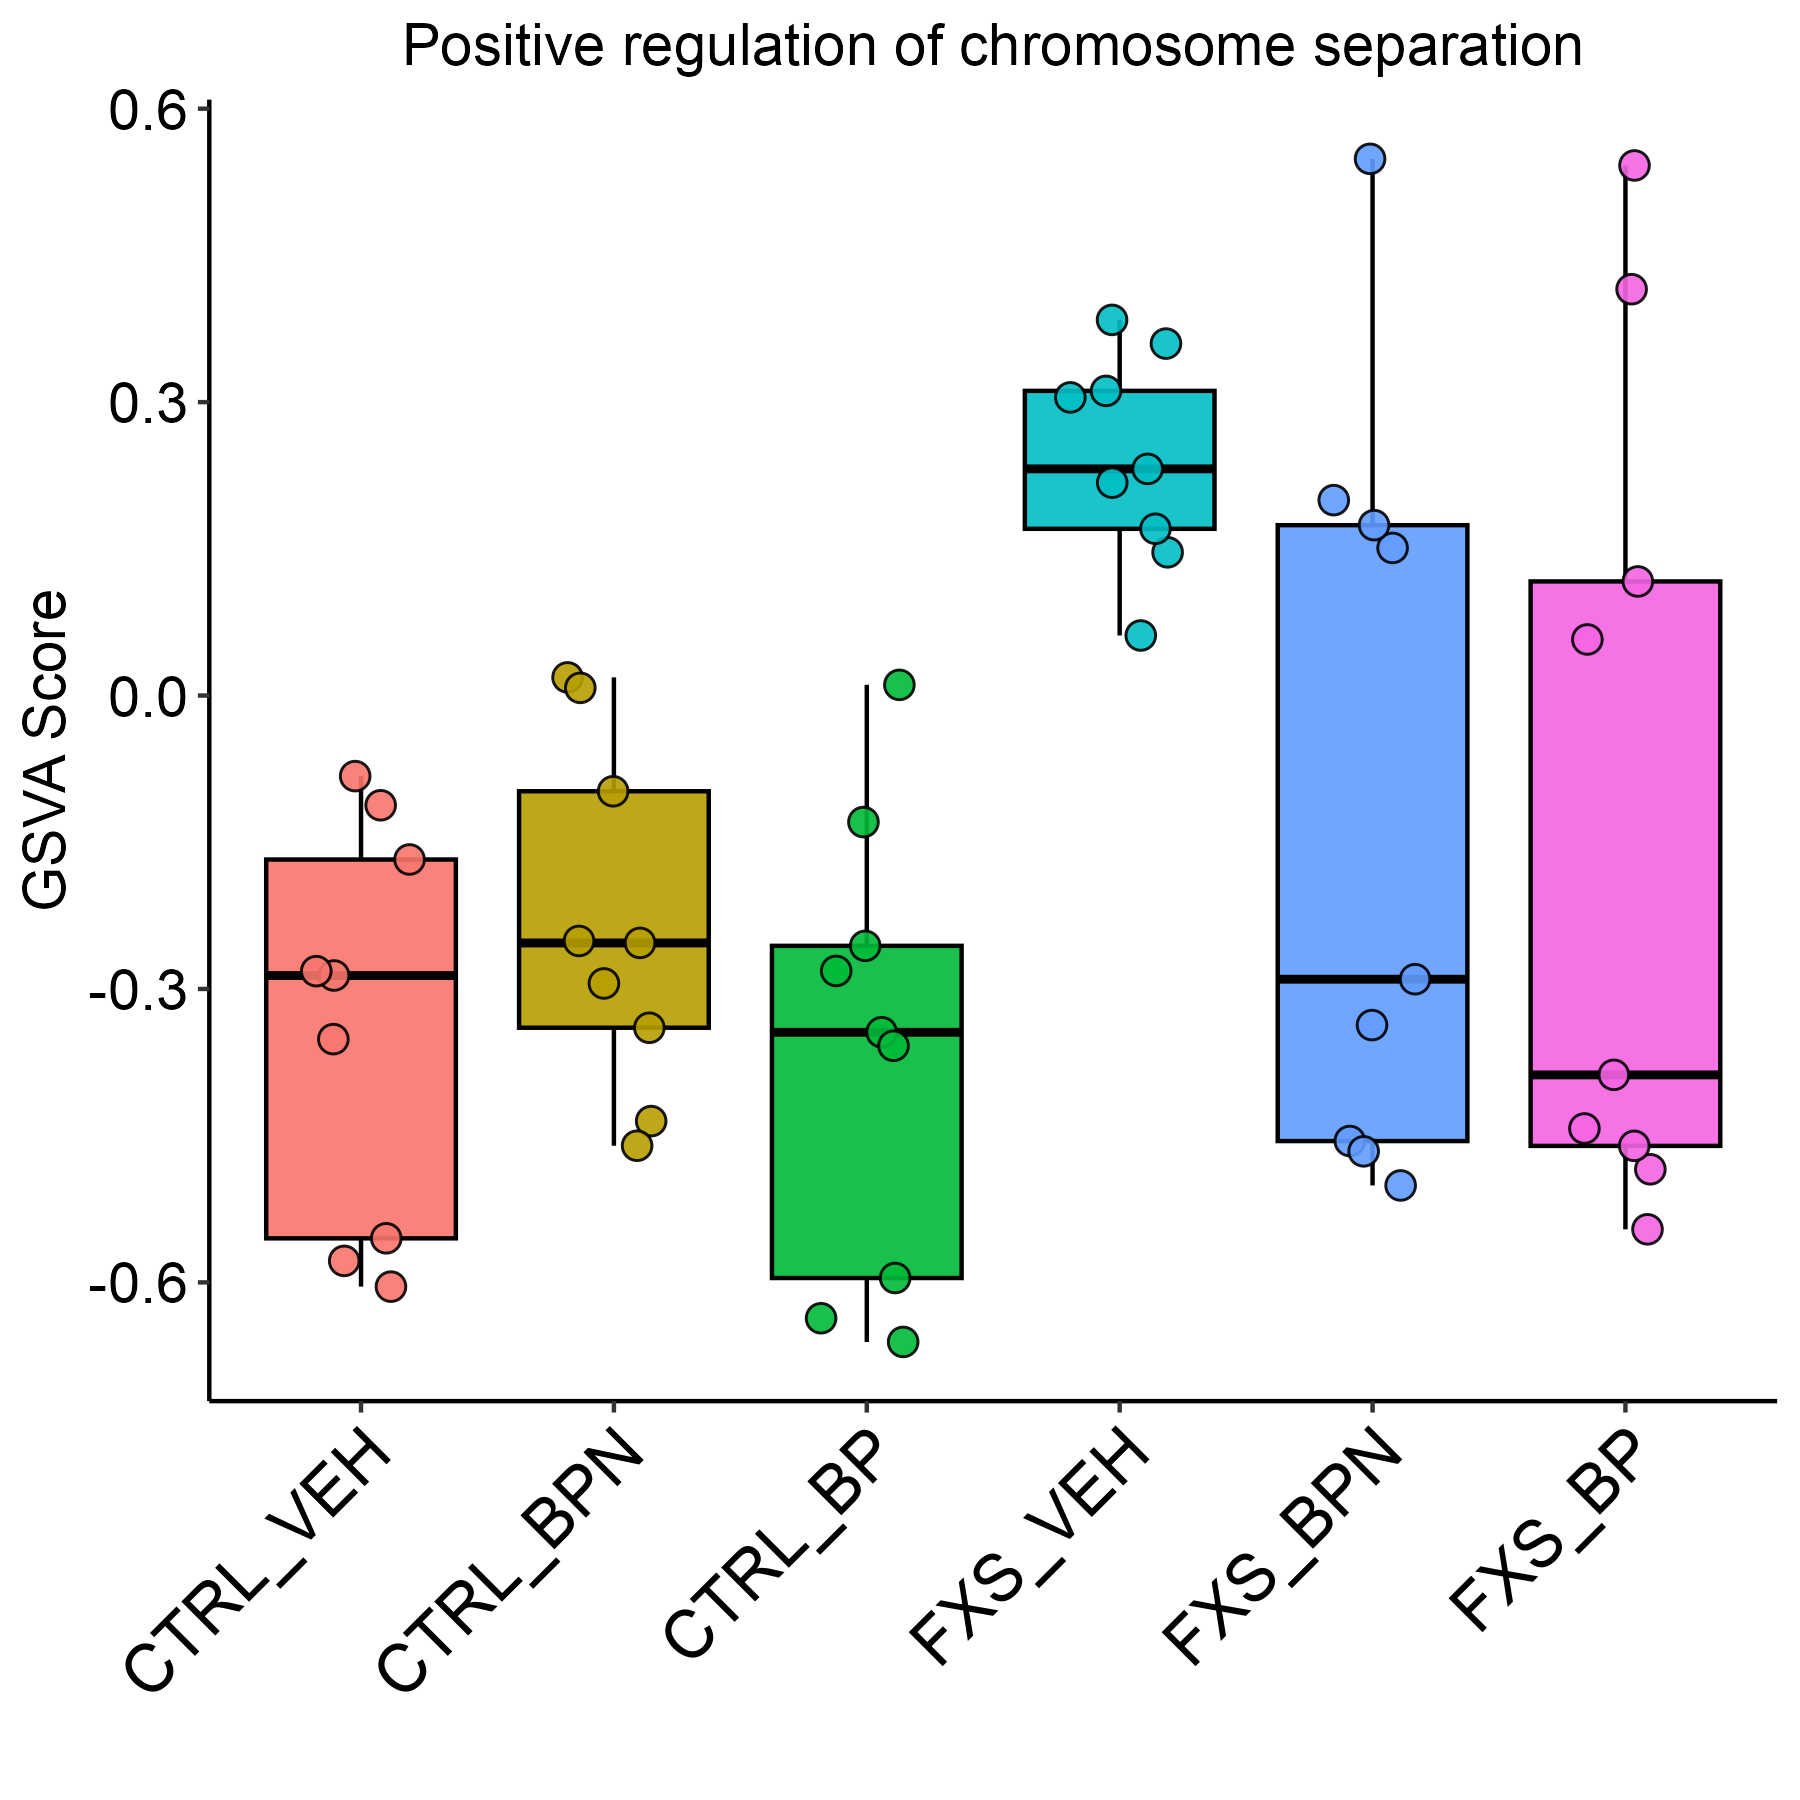 Positive regulation of chromosome separation
GSVA Score
0.6
0.3
0.0
-0.3
-0.6
CTRL_VEH
CTRL_BPN
CTRL_BP
FXS_VEH
FXS_BPN
FXS_BP